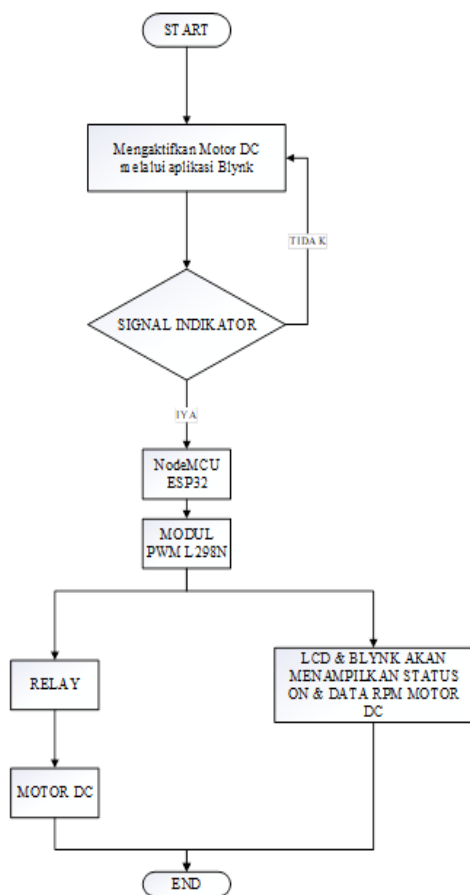 START
Mengaktifkan Motor DC
melalui aplikasi Blynk
TIDAK
SIGNAL INDIKATOR
IYA
NodeMCU
ESP32
MODUL
PWM L298N
RELAY
LCD & BLYNK AKAN
MENAMPILKAN STATUS
ON & DATA RPM MOTOR
DC
MOTOR DC
END